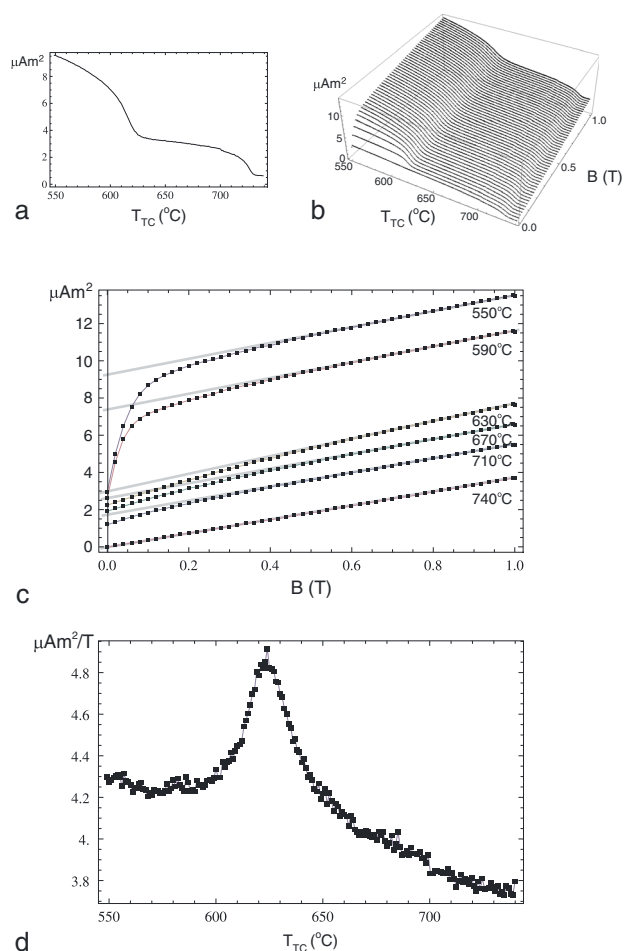 μAm²
8
6
4
2
0
550 600 650 700
T_TC (°C)
a
μAm²
10
5
0
550
600
650
700
T_TC (°C)
0.0
0.5
1.0
B (T)
b
μAm²
12
10
8
6
4
2
0
550°C
590°C
630°C
670°C
710°C
740°C
0.0 0.2 0.4 0.6 0.8 1.0
B (T)
c
μAm²/T
4.8
4.6
4.4
4.2
4.
3.8
550 600 650 700
T_TC (°C)
d